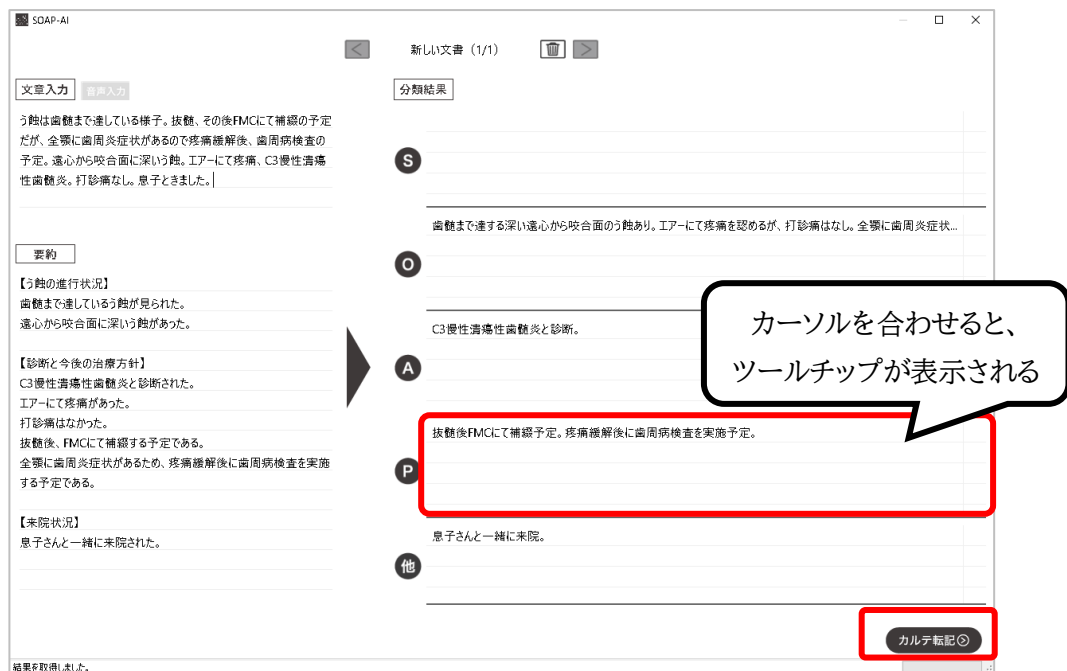 SOAP-AI
新しい文書（1/1）
文章入力
音声入力
う蝕は歯髄まで達している様子。抜髄、その後FMCにて補綴の予定
だが、全顎に歯周炎症状があるので疼痛緩解後、歯周病検査の
予定。遠心から咬合面に深いう蝕。エアーにて疼痛、C3慢性潰瘍
性歯髄炎。打診痛なし。息子ときました。
要約
【う蝕の進行状況】
歯髄まで達しているう蝕が見られた。
遠心から咬合面に深いう蝕があった。
【診断と今後の治療方針】
C3慢性潰瘍性歯髄炎と診断された。
エアーにて疼痛があった。
打診痛はなかった。
抜髄後、FMCにて補綴する予定である。
全顎に歯周炎症状があるため、疼痛緩解後に歯周病検査を実施
する予定である。
【来院状況】
息子さんと一緒に来院された。
分類結果
S
歯髄まで達する深い遠心から咬合面のう蝕あり。エアーにて疼痛を認めるが、打診痛はなし。全顎に歯周炎症状...
O
C3慢性潰瘍性歯髄炎と診断。
A
カーソルを合わせると、
ツールチップが表示される
抜髄後FMCにて補綴予定。疼痛緩解後に歯周病検査を実施予定。
P
息子さんと一緒に来院。
他
カルテ転記
結果を取得しました。